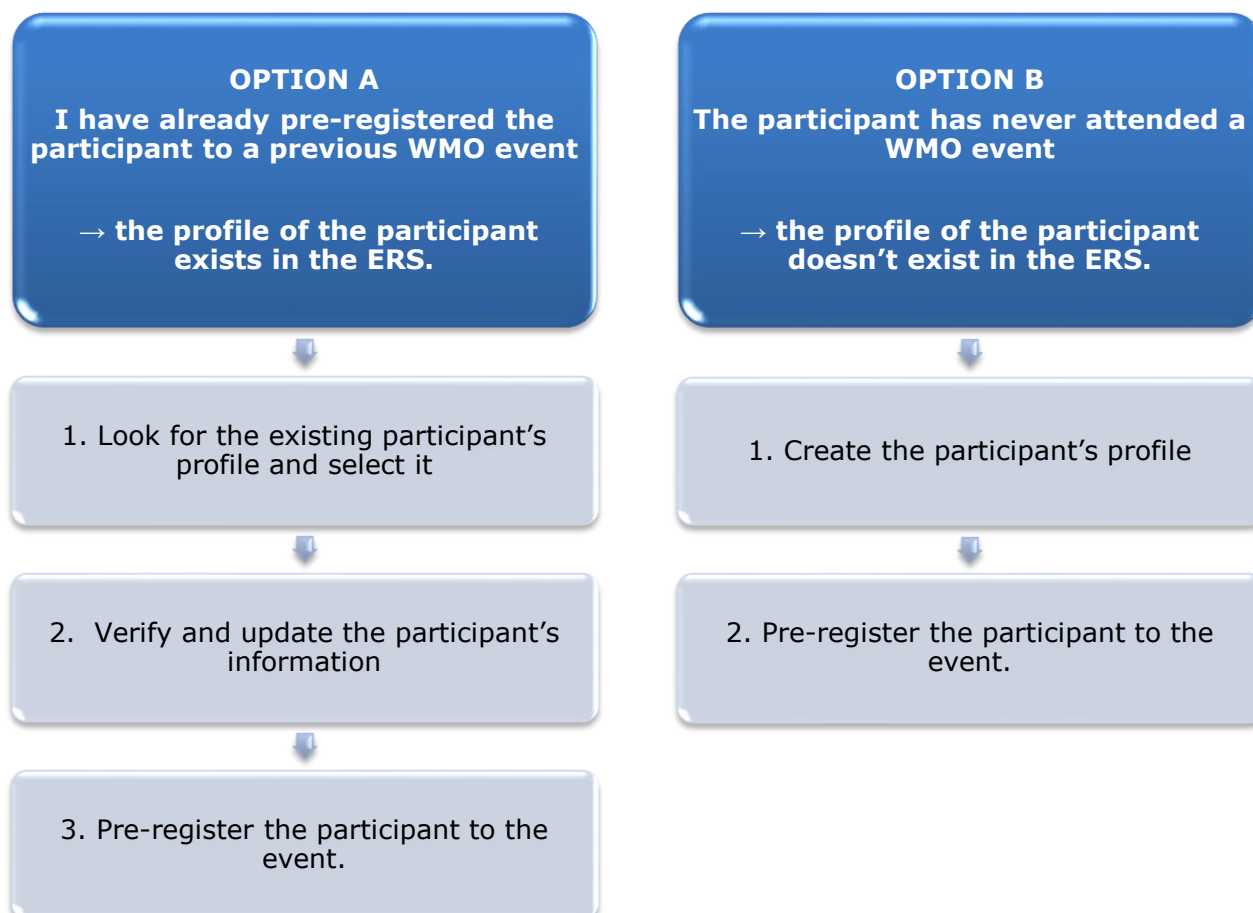 OPTION A
I have already pre-registered the
participant to a previous WMO event
→ the profile of the participant
exists in the ERS.
1. Look for the existing participant’s
profile and select it
2. Verify and update the participant’s
information
3. Pre-register the participant to the
event.
OPTION B
The participant has never attended a
WMO event
→ the profile of the participant
doesn’t exist in the ERS.
1. Create the participant’s profile
2. Pre-register the participant to the
event.